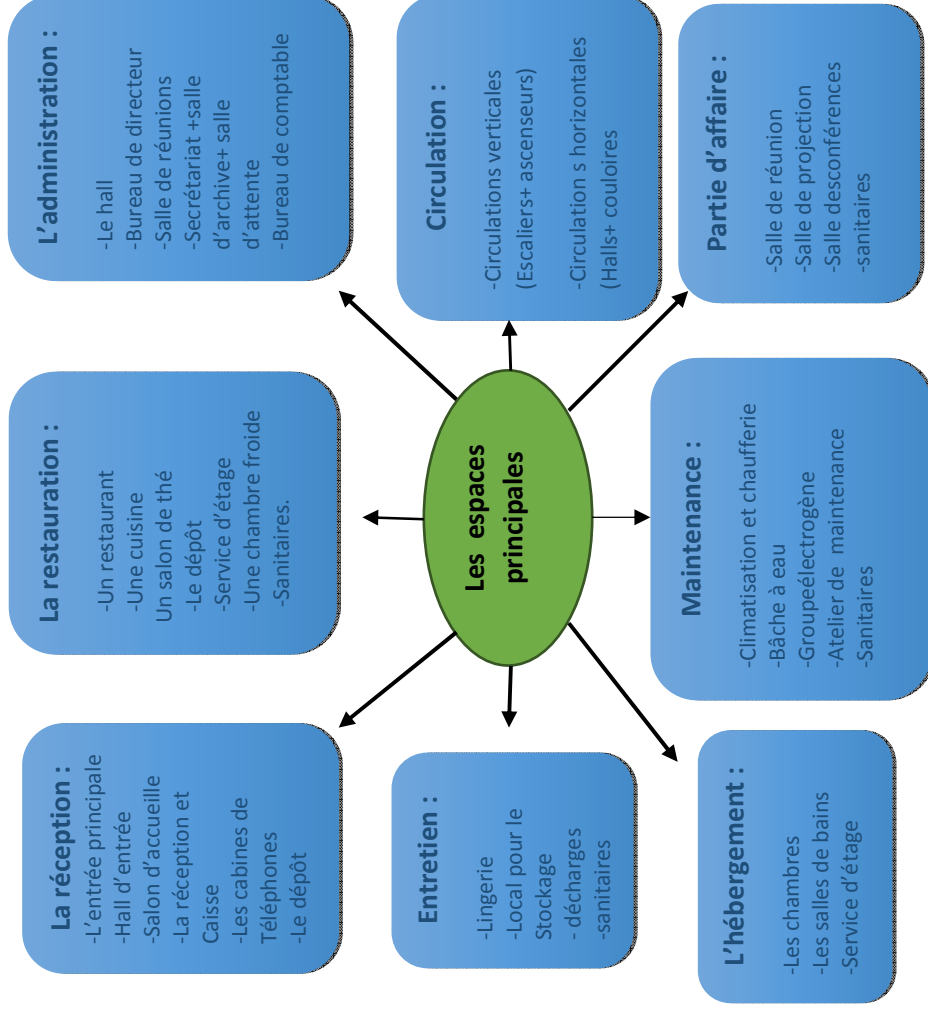 La réception :
-L’entrée principale
-Hall d’entrée
-Salon d’accueille
-La réception et
Caisse
-Les cabines de
Téléphones
-Le dépôt
La restauration :
-Un restaurant
-Une cuisine
Un salon de thé
-Le dépôt
-Service d’étage
-Une chambre froide
-Sanitaires.
L’administration :
-Le hall
-Bureau de directeur
-Salle de réunions
-Secrétariat +salle
d’archive+ salle
d’attente
-Bureau de comptable
Entretien :
-Lingerie
-Local pour le
Stockage
- décharges
-sanitaires
Les espaces
principales
Circulation :
-Circulations verticales
(Escaliers+ ascenseurs)
-Circulation s horizontales
(Halls+ couloires
L’hébergement :
-Les chambres
-Les salles de bains
-Service d’étage
Maintenance :
-Climatisation et chaufferie
-Bâche à eau
-Groupeélectrogène
-Atelier de maintenance
-Sanitaires
Partie d’affaire :
-Salle de réunion
-Salle de projection
-Salle desconférences
-sanitaires